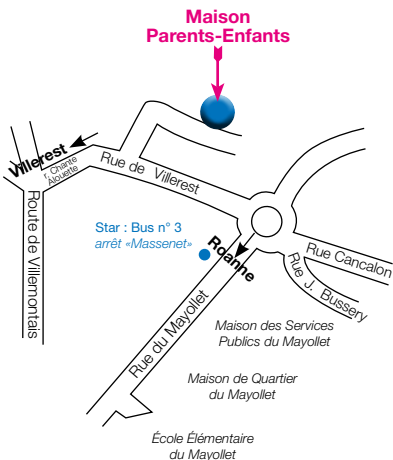 Maison
Parents-Enfants
Villerest
r. Chante
Alouette
Rue de Villerest
Route de Villemontais
Star : Bus n° 3
arrêt «Massenet»
Roanne
Rue Cancalon
Rue J. Bussery
Rue du Mayollet
Maison des Services
Publics du Mayollet
Maison de Quartier
du Mayollet
École Élémentaire
du Mayollet